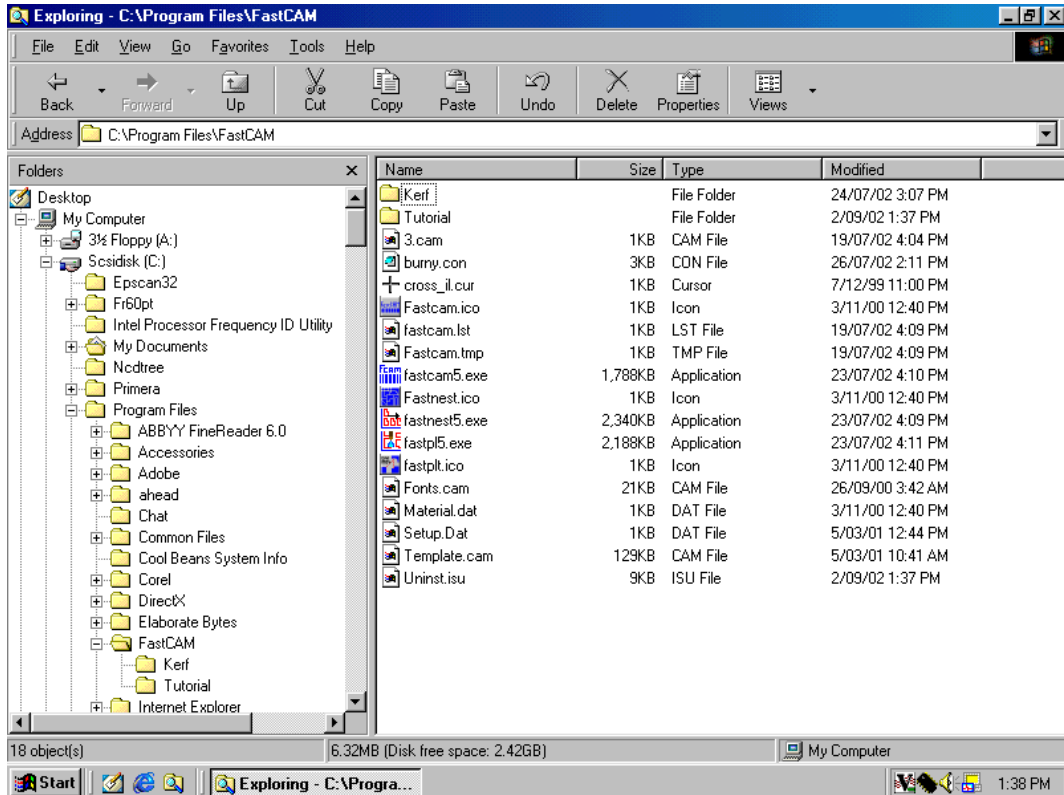 Exploring - C:\Program Files\FastCAM
File Edit View Go Favorites Tools Help
Back Forward Up Cut Copy Paste Undo Delete Properties Views
Address C:\Program Files\FastCAM
Folders
Desktop
My Computer
3½ Floppy (A:)
Scsidisk (C:)
Epscan32
Fr60pt
Intel Processor Frequency ID Utility
My Documents
Ncdtree
Primera
Program Files
ABBYY FineReader 6.0
Accessories
Adobe
ahead
Chat
Common Files
Cool Beans System Info
Corel
DirectX
Elaborate Bytes
FastCAM
Kerf
Tutorial
Internet Explorer
Name Size Type Modified
Kerf File Folder 24/07/02 3:07 PM
Tutorial File Folder 2/09/02 1:37 PM
3.cam 1KB CAM File 19/07/02 4:04 PM
burny.con 3KB CON File 26/07/02 2:11 PM
cross_il.cur 1KB Cursor 7/12/99 11:00 PM
Fastcam.ico 1KB Icon 3/11/00 12:40 PM
fastcam.lst 1KB LST File 19/07/02 4:09 PM
Fastcam.tmp 1KB TMP File 19/07/02 4:09 PM
fastcam5.exe 1,788KB Application 23/07/02 4:10 PM
Fastnest.ico 1KB Icon 3/11/00 12:40 PM
fastnest5.exe 2,340KB Application 23/07/02 4:09 PM
fastpl5.exe 2,188KB Application 23/07/02 4:11 PM
fastplt.ico 1KB Icon 3/11/00 12:40 PM
Fonts.cam 21KB CAM File 26/09/00 3:42 AM
Material.dat 1KB DAT File 3/11/00 12:40 PM
Setup.Dat 1KB DAT File 5/03/01 12:44 PM
Template.cam 129KB CAM File 5/03/01 10:41 AM
Uninst.isu 9KB ISU File 2/09/02 1:37 PM
18 object(s) 6.32MB (Disk free space: 2.42GB) My Computer
Start Exploring - C:\Progra... 1:38 PM